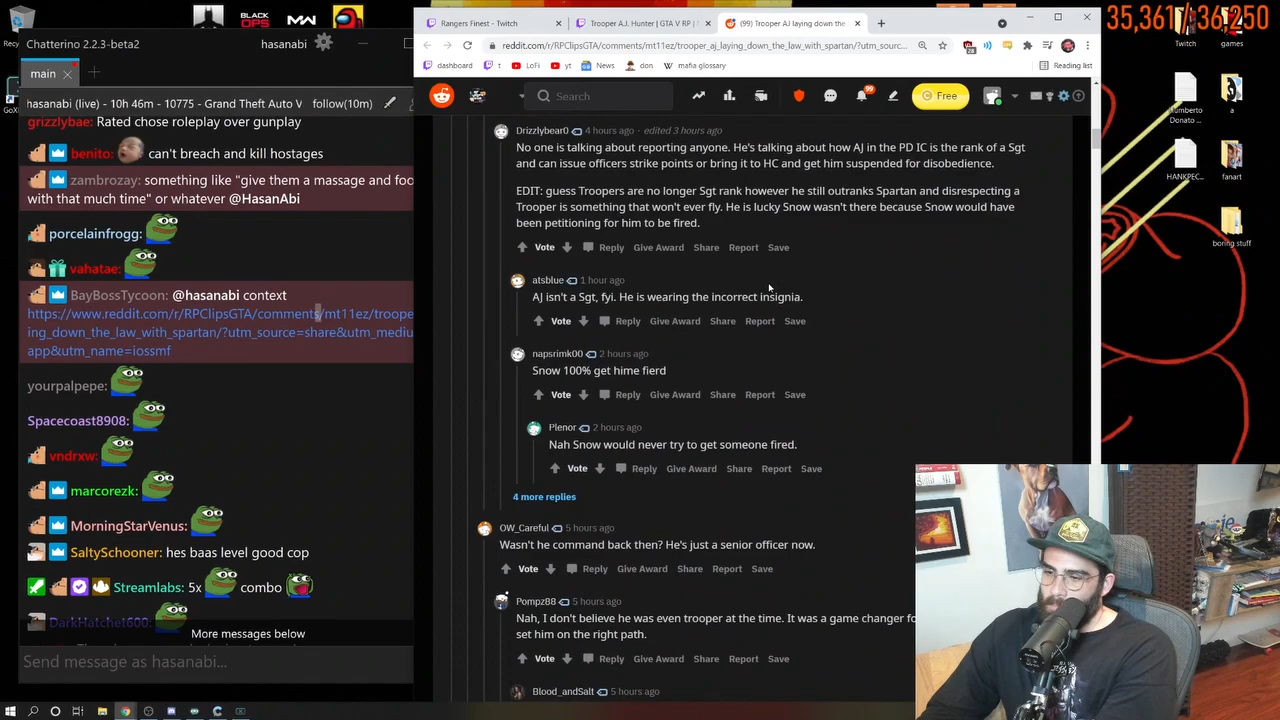 Chatterino 2.2.3-beta2
hasanabi
main
hasanabi (live) - 10h 46m - 10775 - Grand Theft Auto V
follow(10m)
grizzlybae: Rated chose roleplay over gunplay
benito: can't breach and kill hostages
zambrozay: something like "give them a massage and foo
with that much time" or whatever @HasanAbi
porcelainfrogg:
vahatae:
BayBossTycoon: @hasanabi context
https://www.reddit.com/r/RPClipsGTA/comments/mt11ez/troope
ing_down_the_law_with_spartan/?utm_source=share&utm_mediu
app&utm_name=iossmf
yourpalpepe:
Spacecoast8908:
vndrxw:
marcorezk:
MorningStarVenus:
SaltySchooner: hes baas level good cop
Streamlabs: 5x combo
DarkHatchet600:
More messages below
Send message as hasanabi...
Rangers Finest - Twitch
Trooper A.J. Hunter | GTA V RP |
(99) Trooper AJ laying down the
reddit.com/r/RPClipsGTA/comments/mt11ez/trooper_aj_laying_down_the_law_with_spartan/?utm_sourc...
dashboard
t
LoFi
yt
News
don
mafia glossary
Reading list
Search
99
Free
Drizzlybear0 4 hours ago · edited 3 hours ago
No one is talking about reporting anyone. He's talking about how AJ in the PD IC is the rank of a Sgt
and can issue officers strike points or bring it to HC and get him suspended for disobedience.
EDIT: guess Troopers are no longer Sgt rank however he still outranks Spartan and disrespecting a
Trooper is something that won't ever fly. He is lucky Snow wasn't there because Snow would have
been petitioning for him to be fired.
Vote Reply Give Award Share Report Save
atsblue 1 hour ago
AJ isn't a Sgt, fyi. He is wearing the incorrect insignia.
Vote Reply Give Award Share Report Save
napsrimk00 2 hours ago
Snow 100% get hime fierd
Vote Reply Give Award Share Report Save
Plenor 2 hours ago
Nah Snow would never try to get someone fired.
Vote Reply Give Award Share Report Save
4 more replies
OW_Careful 5 hours ago
Wasn't he command back then? He's just a senior officer now.
Vote Reply Give Award Share Report Save
Pompz88 5 hours ago
Nah, I don't believe he was even trooper at the time. It was a game changer fo
set him on the right path.
Vote Reply Give Award Share Report Save
Blood_andSalt 5 hours ago
35,361 / 36,250
BLACK
OPS
Twitch
games
Humberto
Donato ...
a
HANKPEC...
fanart
boring stuff